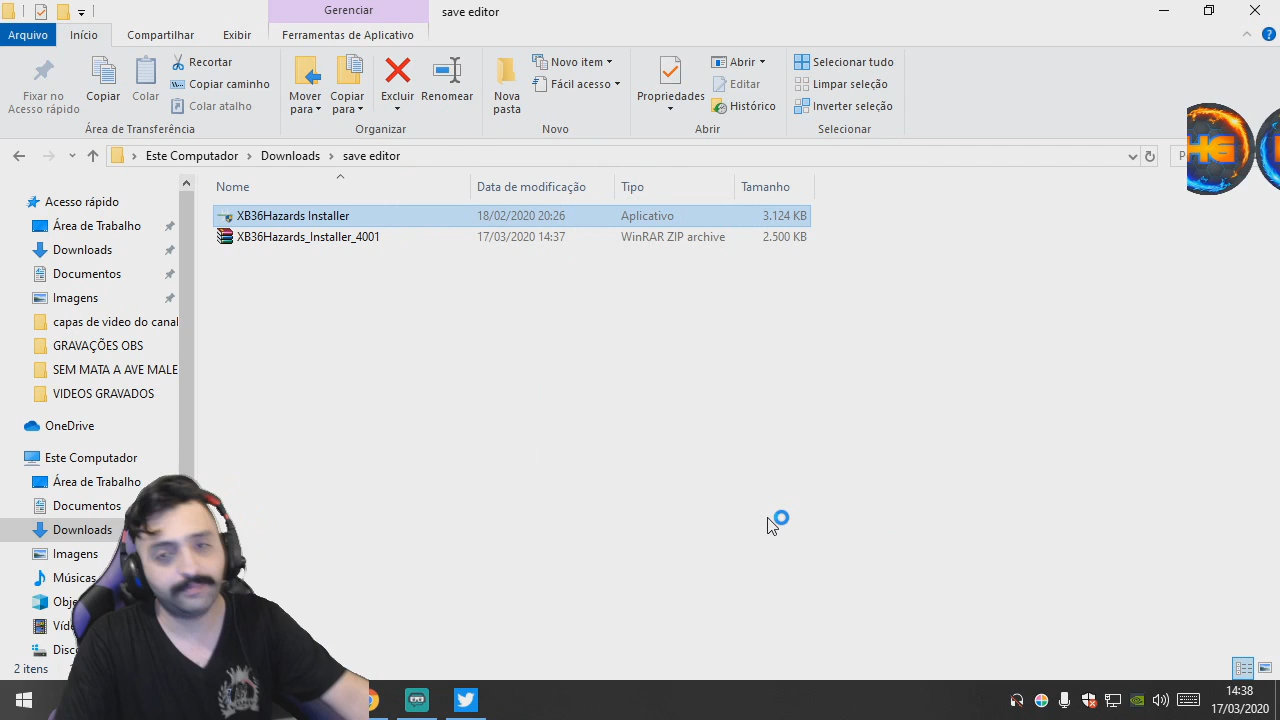 Gerenciar
save editor
Arquivo
Início
Compartilhar
Exibir
Ferramentas de Aplicativo
Fixar no
Acesso rápido
Copiar
Colar
Recortar
Copiar caminho
Colar atalho
Área de Transferência
Mover
para
Copiar
para
Excluir
Renomear
Organizar
Nova
pasta
Novo item
Fácil acesso
Novo
Propriedades
Abrir
Editar
Histórico
Abrir
Selecionar tudo
Limpar seleção
Inverter seleção
Selecionar
Este Computador
Downloads
save editor
P
H6
Nome
Data de modificação
Tipo
Tamanho
XB36Hazards Installer 18/02/2020 20:26 Aplicativo 3.124 KB
XB36Hazards_Installer_4001 17/03/2020 14:37 WinRAR ZIP archive 2.500 KB
Acesso rápido
Área de Trabalho
Downloads
Documentos
Imagens
capas de video do canal
GRAVAÇÕES OBS
SEM MATA A AVE MALE
VIDEOS GRAVADOS
OneDrive
Este Computador
Área de Trabalho
Documentos
Downloads
Imagens
Músicas
Obje
Víde
Disco
2 itens
14:38
17/03/2020